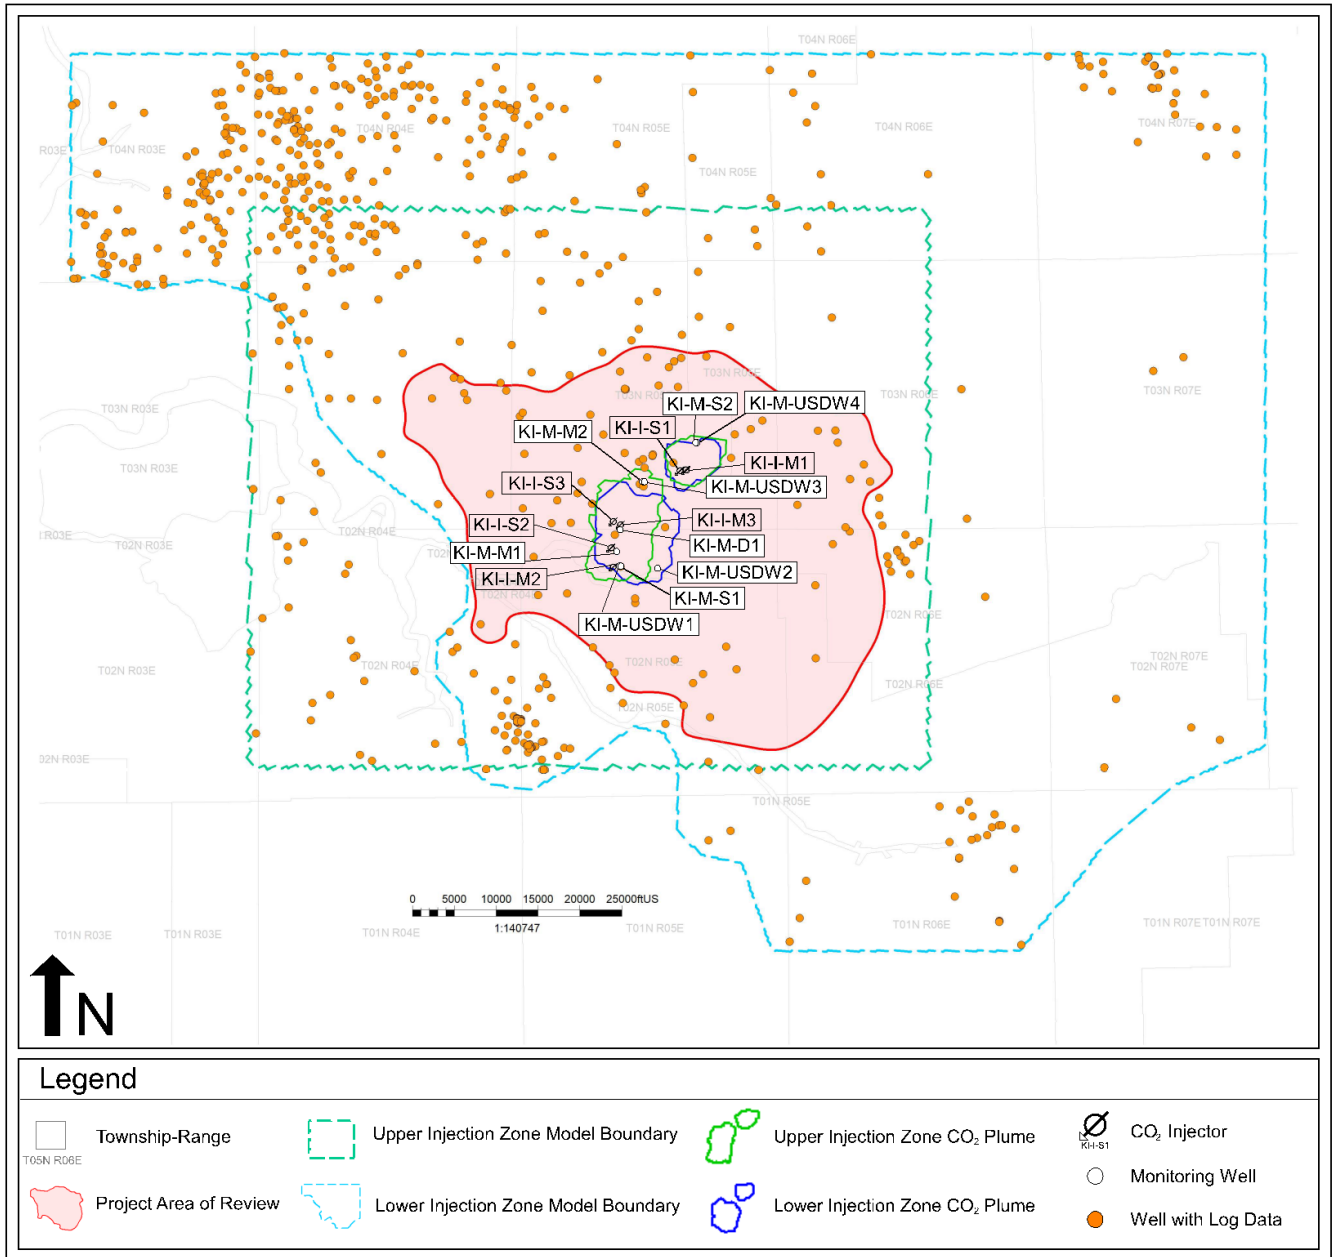 T04N R06E
T04N R04E
T04N R05E
T04N R06E
T04N R07E
R03E
T04N R03E
T04N R05E
T03N R05E
T03N R07E
T03N R03E
KI-M-S2
KI-M-USDW4
KI-I-S1
KI-M-M2
KI-I-M1
T03N R03E
KI-I-S3
KI-M-USDW3
KI-I-S2
KI-I-M3
T02N R04E
R03E
T02N R03E
KI-M-M1
KI-M-D1
KI-I-M2
KI-M-USDW2
KI-M-S1
T02N R06E
KI-M-USDW1
T02N R03E
T02N R04E
T02N R07E
T02N R07E
T02N R06E
T02N R05E
02N R03E
T01N R05E
0 5000 10000 15000 20000 25000ftUS
1:140747
T01N R03E
T01N R03E
T01N R04E
T01N R05E
T01N R06E
T01N R07E
T01N R07E
N
Legend
T05N R06E
Township-Range
Upper Injection Zone Model Boundary
Upper Injection Zone CO₂ Plume
KI-I-S1
CO₂ Injector
Monitoring Well
Project Area of Review
Lower Injection Zone Model Boundary
Lower Injection Zone CO₂ Plume
Well with Log Data